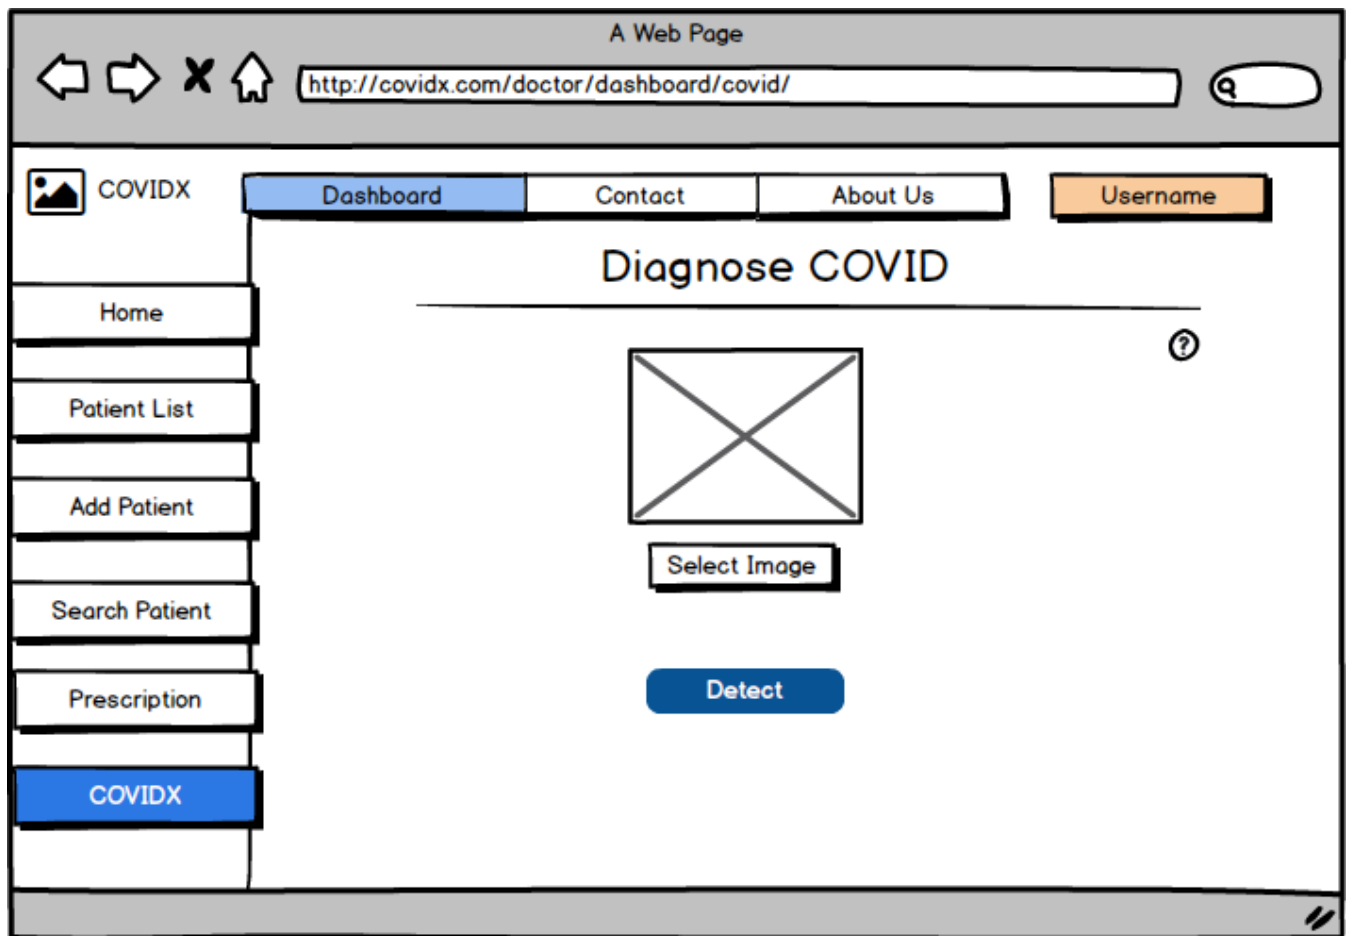 A Web Page
http://covidx.com/doctor/dashboard/covid/
COVIDX
Dashboard
Contact
About Us
Username
Diagnose COVID
?
Home
Patient List
Add Patient
Search Patient
Prescription
COVIDX
Select Image
Detect